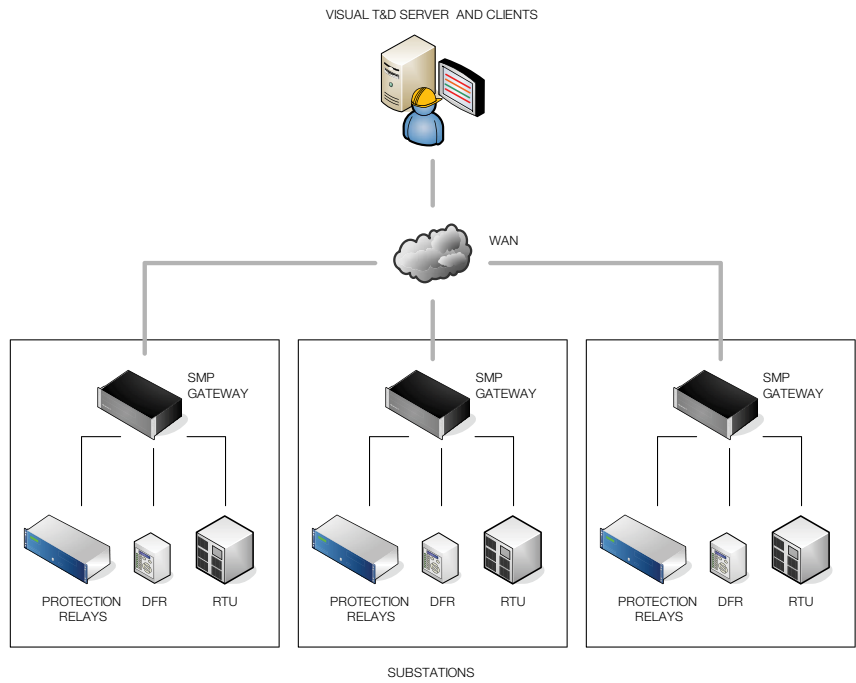 VISUAL T&D SERVER AND CLIENTS
WAN
SMP
GATEWAY
PROTECTION
RELAYS
DFR
RTU
SMP
GATEWAY
PROTECTION
RELAYS
DFR
RTU
SMP
GATEWAY
PROTECTION
RELAYS
DFR
RTU
SUBSTATIONS